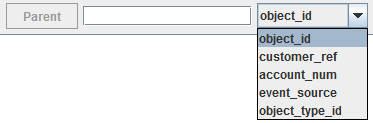 Parent object_id
object_id
customer_ref
account_num
event_source
object_type_id